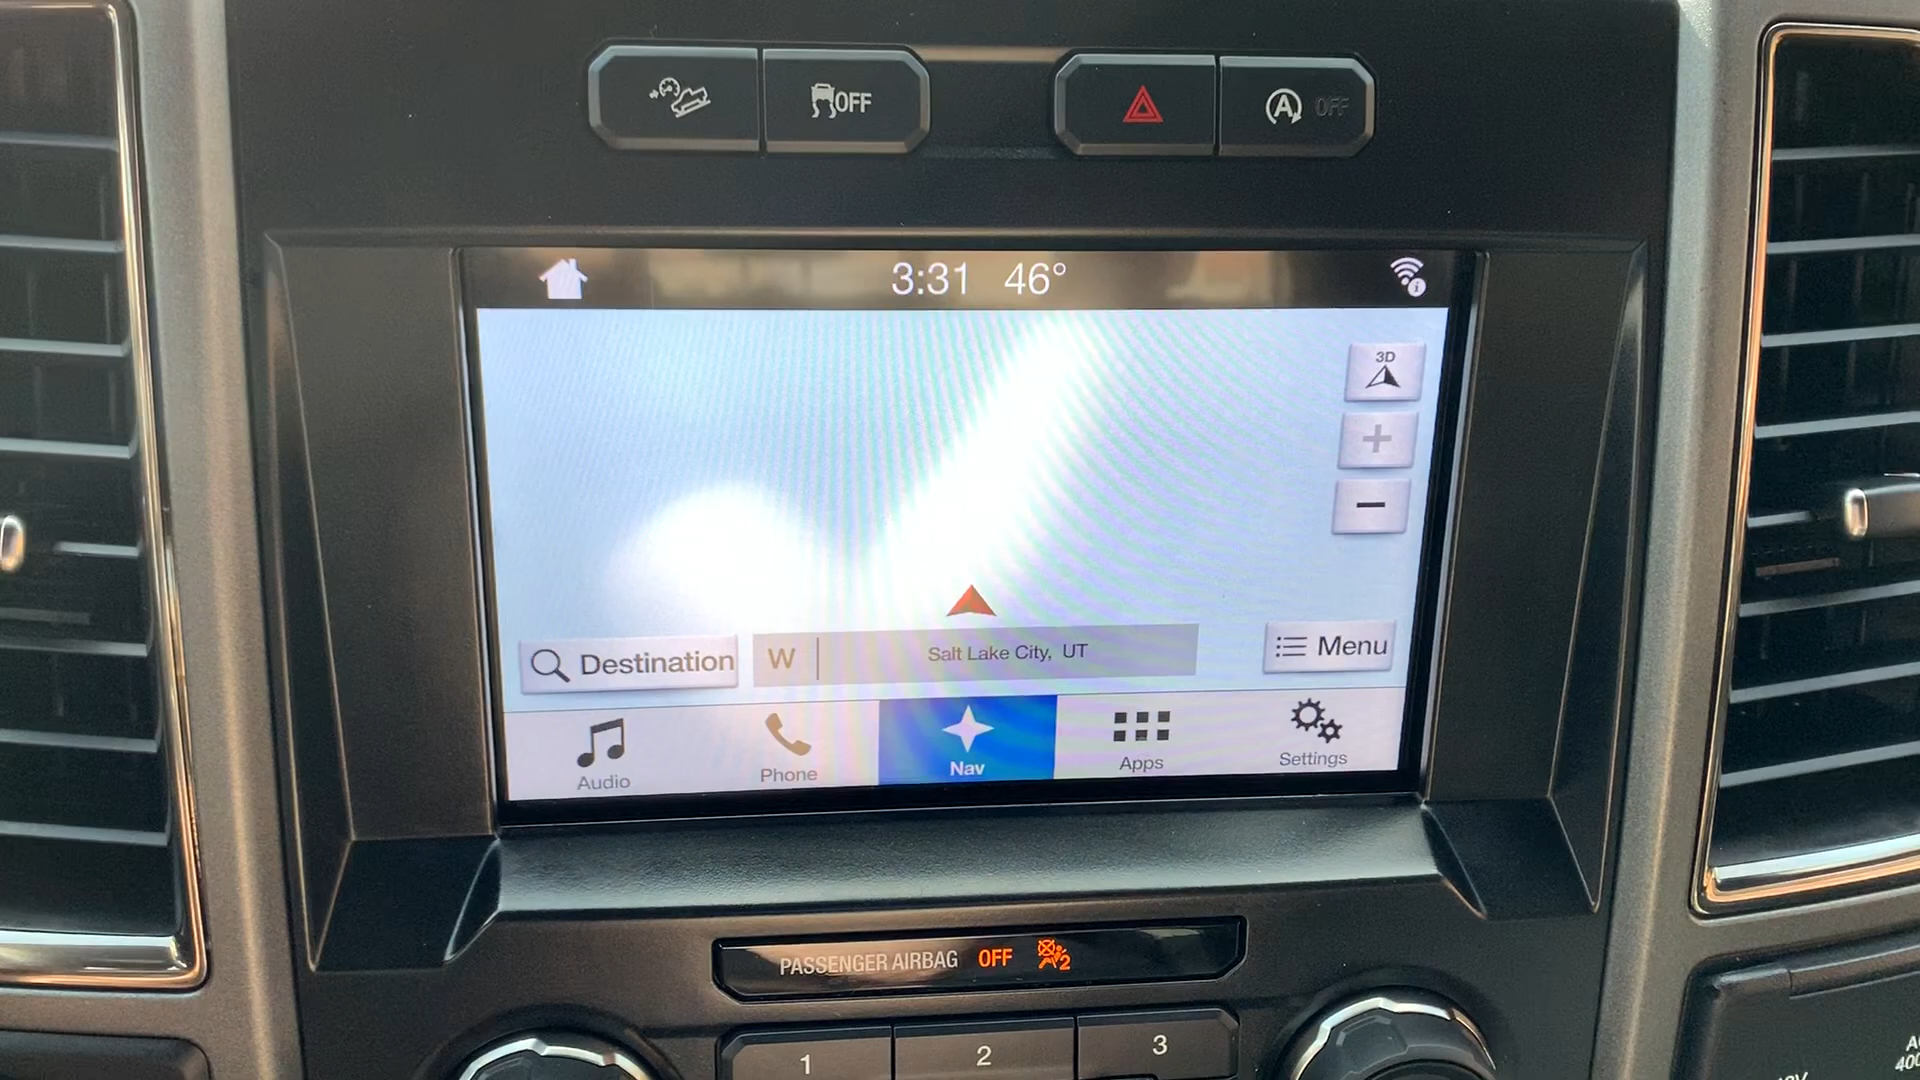 OFF
OFF
3:31 46°
3D
Destination
W
Salt Lake City, UT
Menu
Audio
Phone
Nav
Apps
Settings
PASSENGER AIRBAG OFF 2
1
2
3